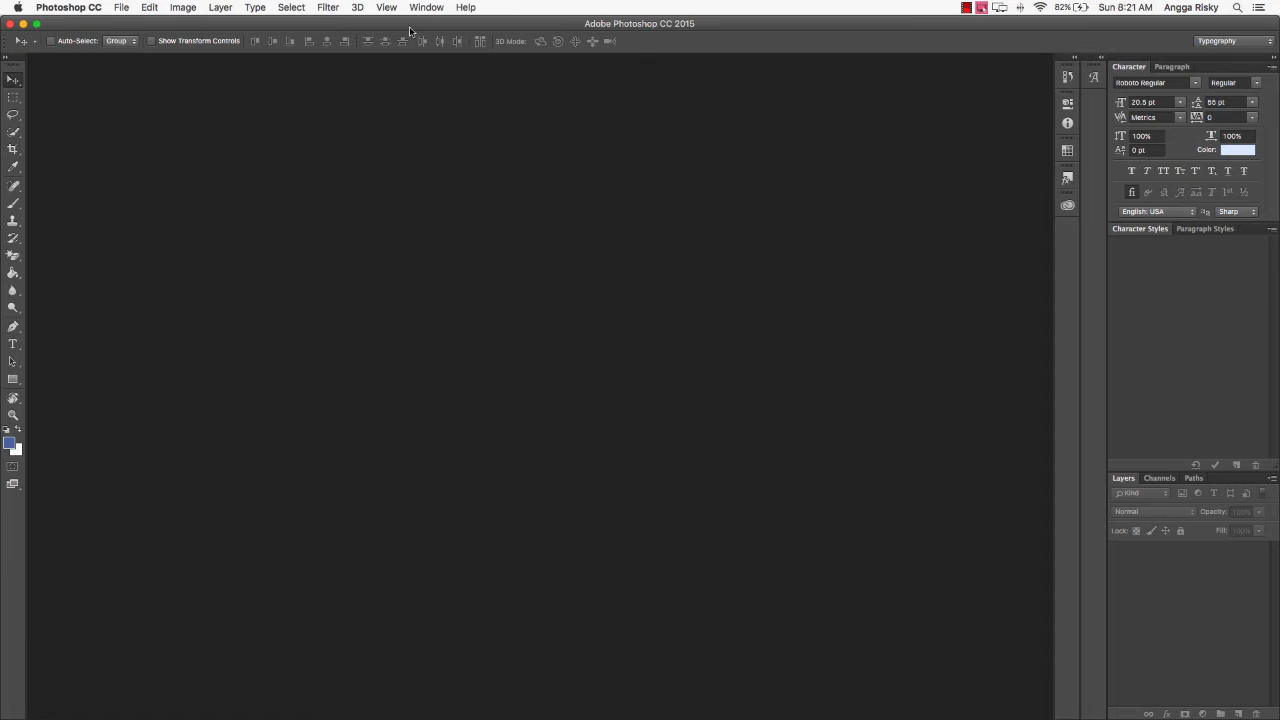 Photoshop CC File Edit Image Layer Type Select Filter 3D View Window Help 82% Sun 8:21 AM Angga Risky
Adobe Photoshop CC 2015
Auto-Select: Group Show Transform Controls 3D Mode: Typography
Character Paragraph
Roboto Regular Regular
20.5 pt 56 pt
Metrics 0
100% 100%
0 pt Color:
English: USA Sharp
Character Styles Paragraph Styles
Layers Channels Paths
Kind
Normal Opacity: 100%
Lock: Fill: 100%